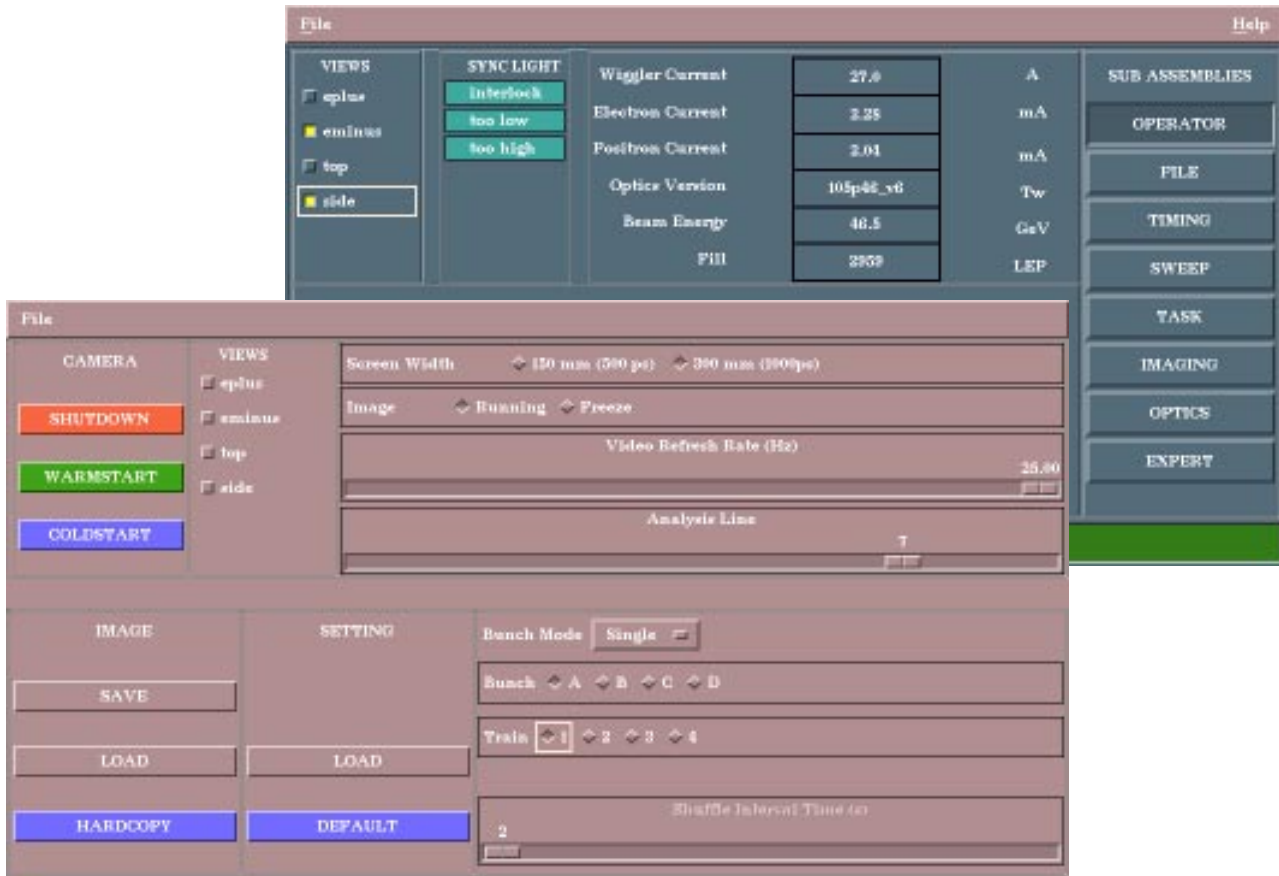 File Help
VIEWS
eplus
eminus
top
side
SYNC LIGHT
interlock
too low
too high
Wiggler Current 27.0 A
Electron Current 2.28 mA
Positron Current 2.04 mA
Optics Version 105p46_v6 Tw
Beam Energy 46.5 GeV
Fill 2959 LEP
SUB ASSEMBLIES
OPERATOR
FILE
TIMING
SWEEP
TASK
IMAGING
OPTICS
EXPERT
File
CAMERA
SHUTDOWN
WARMSTART
COLDSTART
VIEWS
eplus
eminus
top
side
Screen Width 150 mm (500 ps) 300 mm (1000ps)
Image Running Freeze
Video Refresh Rate (Hz)
25.00
Analysis Line
7
IMAGE
SAVE
LOAD
HARDCOPY
SETTING
LOAD
DEFAULT
Bunch Mode Single
Bunch A B C D
Train 1 2 3 4
Shuffle Interval Time (s)
2